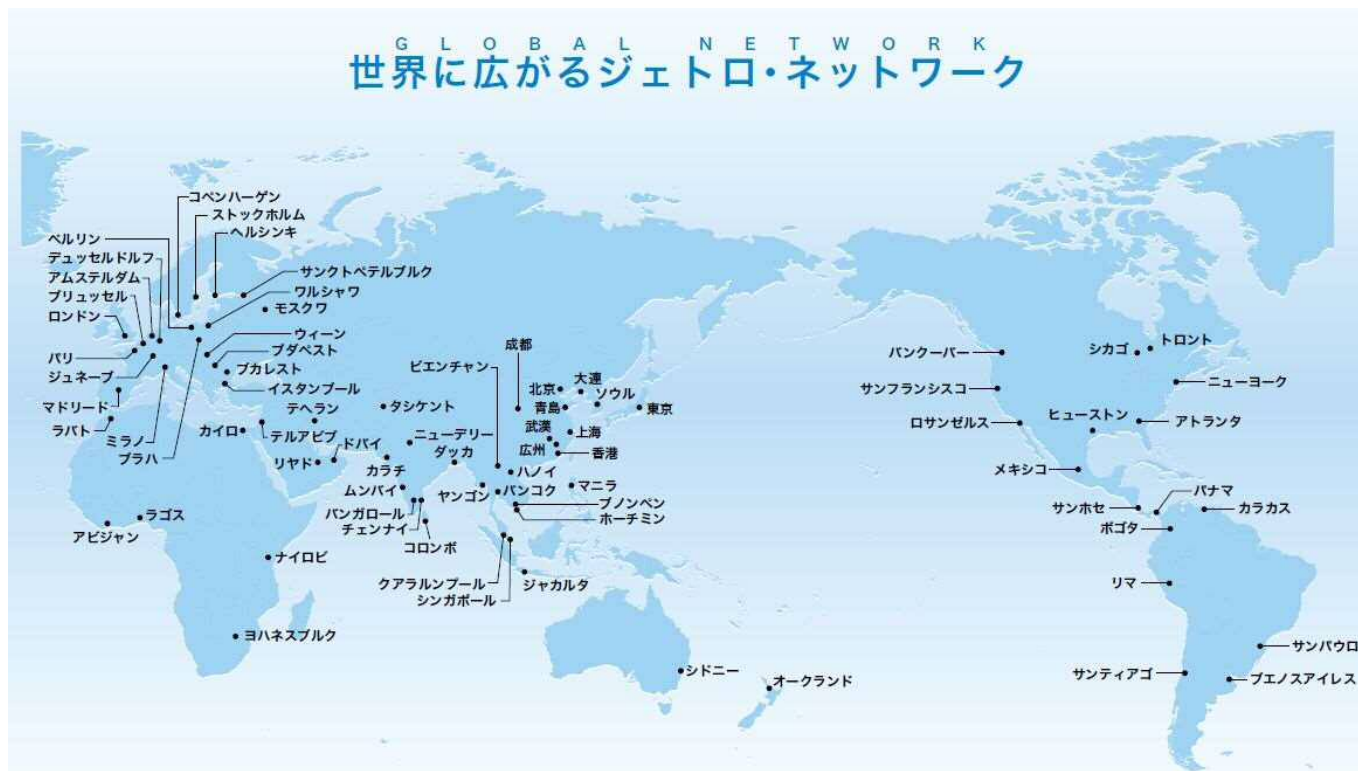 GLOBAL NETWORK
世界に広がるジェトロ・ネットワーク
コペンハーゲン
ストックホルム
ヘルシンキ
ベルリン
デュッセルドルフ
アムステルダム
ブリュッセル
ロンドン
パリ
ジュネーブ
マドリード
ラバト
ミラノ
プラハ
サンクトペテルブルク
ワルシャワ
モスクワ
ウィーン
ブダペスト
ブカレスト
イスタンブール
テヘラン
タシケント
カイロ
テルアビブ
リヤド
ドバイ
カラチ
ニューデリー
ダッカ
ムンバイ
バンガロール
チェンナイ
コロンボ
ヤンゴン
ビエンチャン
成都
北京
大連
ソウル
青島
東京
武漢
上海
広州
香港
ハノイ
バンコク
マニラ
プノンペン
ホーチミン
クアラルンプール
シンガポール
ジャカルタ
ラゴス
アビジャン
ナイロビ
ヨハネスブルク
シドニー
オークランド
バンクーバー
サンフランシスコ
ロサンゼルス
シカゴ
トロント
ニューヨーク
ヒューストン
アトランタ
メキシコ
サンホセ
パナマ
カラカス
ボゴタ
リマ
サンパウロ
サンティアゴ
ブエノスアイレス